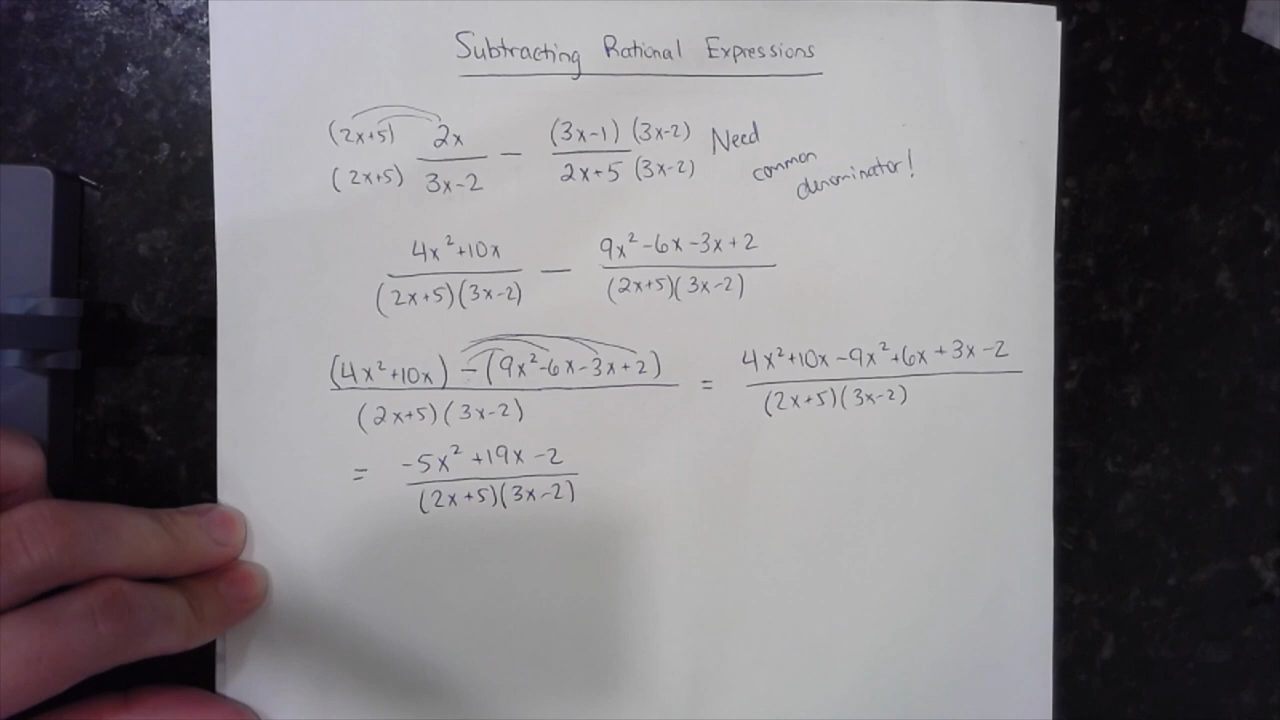 Subtracting Rational Expressions
(2x+5) 2x — (3x-1) (3x-2) Need
(2x+5) 3x-2 2x+5 (3x-2) common
denominator!
4x²+10x — 9x²-6x-3x+2
(2x+5)(3x-2) (2x+5)(3x-2)
(4x²+10x) - (9x²-6x-3x+2) = 4x²+10x-9x²+6x+3x-2
(2x+5)(3x-2) (2x+5)(3x-2)
= -5x²+19x-2
(2x+5)(3x-2)